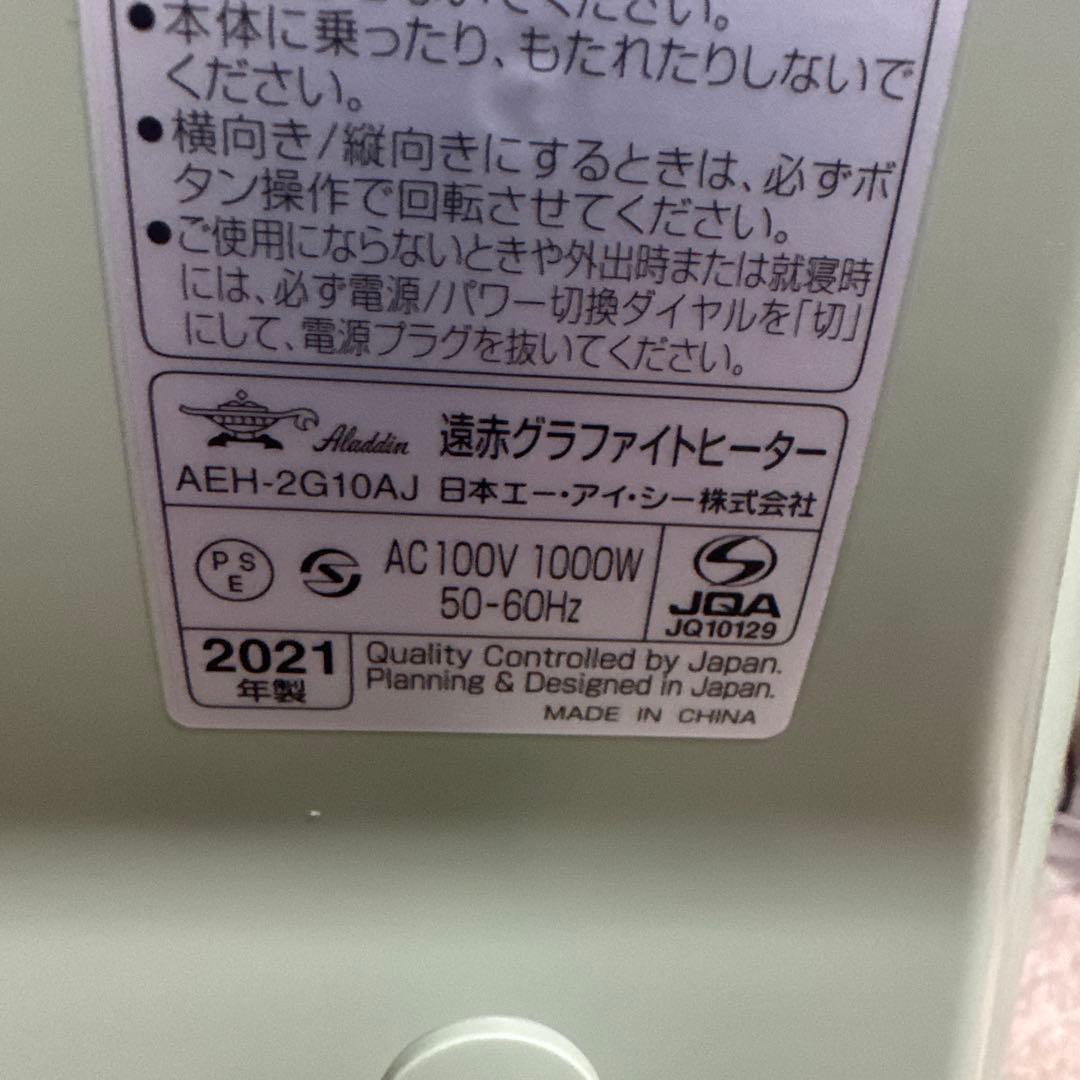 ないでください。
●本体に乗ったり、もたれたりしないで
ください。
●横向き/縦向きにするときは、必ずボ
タン操作で回転させてください。
●ご使用にならないときや外出時または就寝時
には、必ず電源/パワー切換ダイヤルを「切」
にして、電源プラグを抜いてください。
Aladdin 遠赤グラファイトヒーター
AEH-2G10AJ 日本エー・アイ・シー株式会社
PSE AC100V 1000W
50-60Hz
JQA
JQ10129
2021
年製
Quality Controlled by Japan.
Planning & Designed in Japan.
MADE IN CHINA